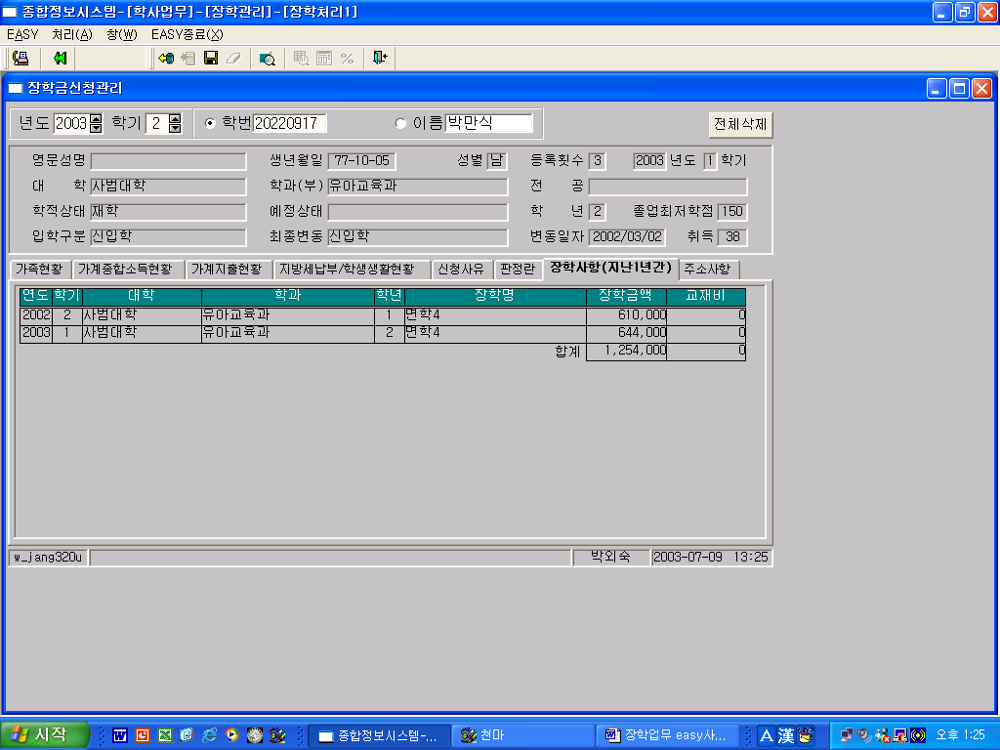 종합정보시스템-[학사업무]-[장학관리]-[장학처리1]
EASY 처리(A) 창(W) EASY종료(X)
장학금신청관리
년도 2003 학기 2 학번 20220917 이름 박만식 전체삭제
영문성명 생년월일 77-10-05 성별 남 등록횟수 3 2003 년도 1 학기
대 학 사범대학 학과(부) 유아교육과 전 공
학적상태 재학 예정상태 학 년 2 졸업최저학점 150
입학구분 신입학 최종변동 신입학 변동일자 2002/03/02 취득 38
가족현황 가계종합소득현황 가계지출현황 지방세납부/학생생활현황 신청사유 판정란 장학사항(지난1년간) 주소사항
연도 학기 대학 학과 학년 장학명 장학금액 교재비
2002 2 사범대학 유아교육과 1 면학4 610,000 0
2003 1 사범대학 유아교육과 2 면학4 644,000 0
합계 1,254,000 0
w_jang320u 박외숙 2003-07-09 13:25
시작 종합정보시스템-... 천마 장학업무 easy사... A 漢 오후 1:25